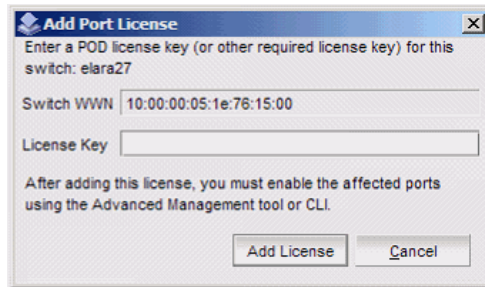 Add Port License
Enter a POD license key (or other required license key) for this
switch: elara27
Switch WWN 10:00:00:05:1e:76:15:00
License Key
After adding this license, you must enable the affected ports
using the Advanced Management tool or CLI.
Add License Cancel